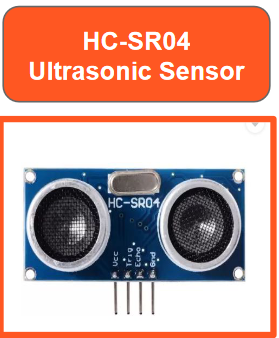 HC-SR04
Ultrasonic Sensor
HC-SR04
Vcc
Trig
Echo
Gnd